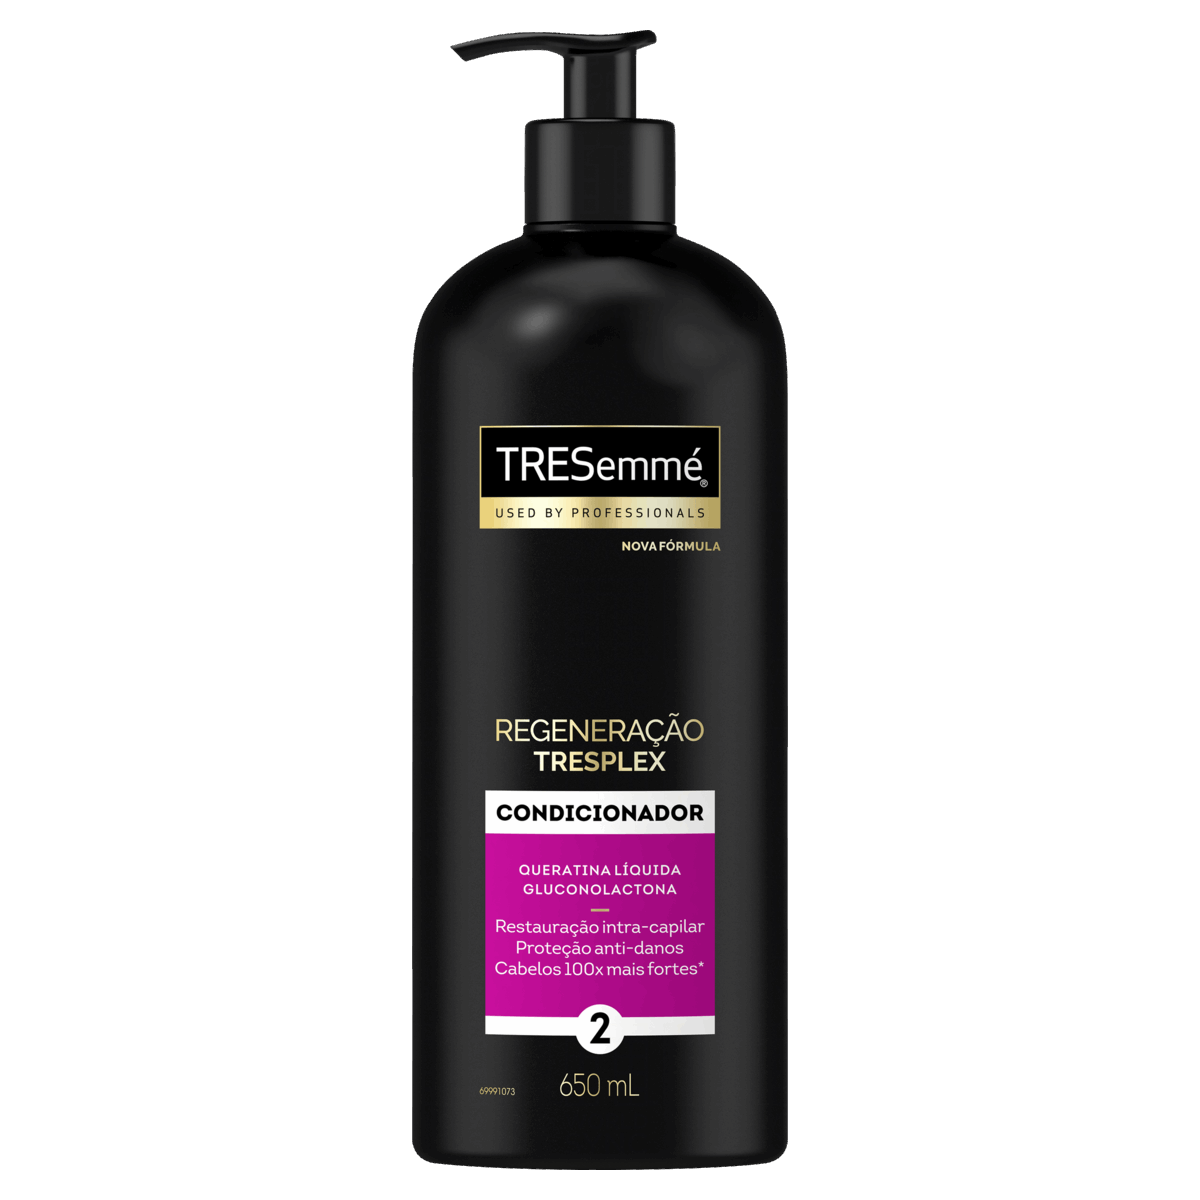 TRESemmé®
USED BY PROFESSIONALS
NOVA FÓRMULA
REGENERAÇÃO
TRESPLEX
CONDICIONADOR
QUERATINA LÍQUIDA
GLUCONOLACTONA
Restauração intra-capilar
Proteção anti-danos
Cabelos 100x mais fortes*
2
69991073
650 mL